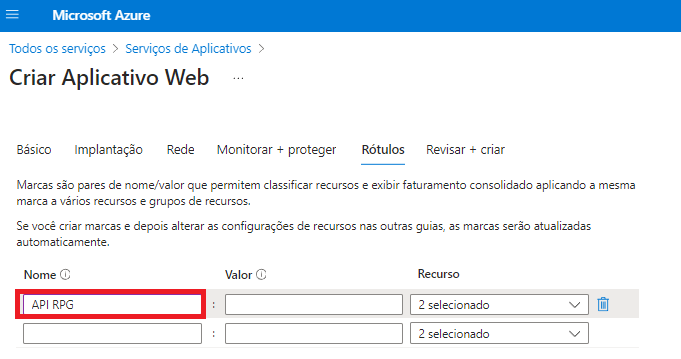 Microsoft Azure
Todos os serviços > Serviços de Aplicativos >
Criar Aplicativo Web ...
Básico Implantação Rede Monitorar + proteger Rótulos Revisar + criar
Marcas são pares de nome/valor que permitem classificar recursos e exibir faturamento consolidado aplicando a mesma
marca a vários recursos e grupos de recursos.
Se você criar marcas e depois alterar as configurações de recursos nas outras guias, as marcas serão atualizadas
automaticamente.
Nome Valor Recurso
API RPG : 2 selecionado
: 2 selecionado